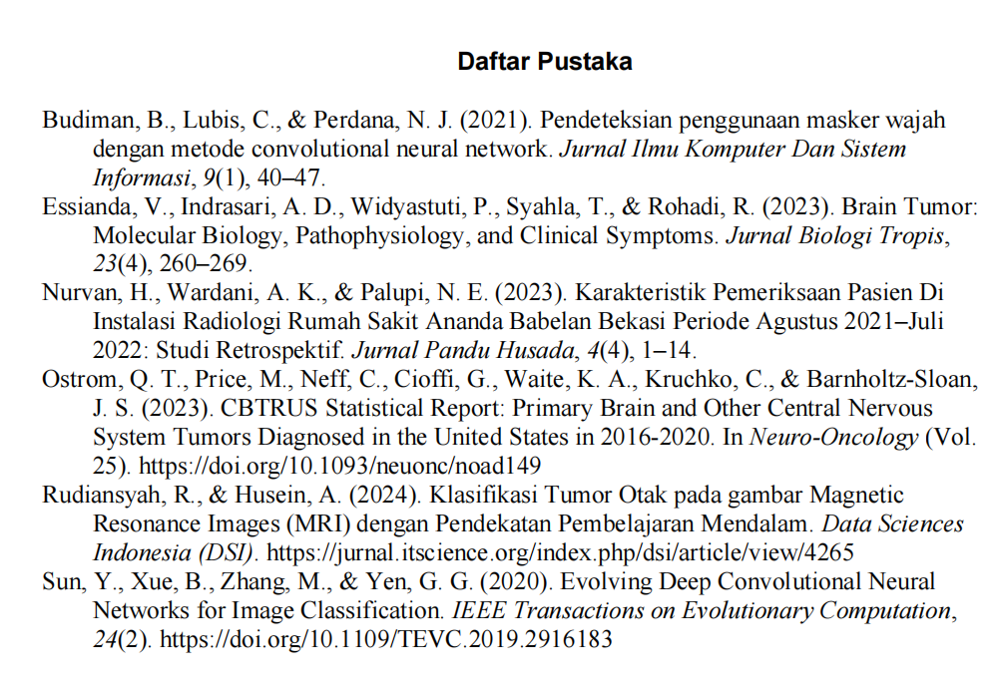 Daftar Pustaka
Budiman, B., Lubis, C., & Perdana, N. J. (2021). Pendeteksian penggunaan masker wajah
dengan metode convolutional neural network. Jurnal Ilmu Komputer Dan Sistem
Informasi, 9(1), 40–47.
Essianda, V., Indrasari, A. D., Widyastuti, P., Syahla, T., & Rohadi, R. (2023). Brain Tumor:
Molecular Biology, Pathophysiology, and Clinical Symptoms. Jurnal Biologi Tropis,
23(4), 260–269.
Nurvan, H., Wardani, A. K., & Palupi, N. E. (2023). Karakteristik Pemeriksaan Pasien Di
Instalasi Radiologi Rumah Sakit Ananda Babelan Bekasi Periode Agustus 2021–Juli
2022: Studi Retrospektif. Jurnal Pandu Husada, 4(4), 1–14.
Ostrom, Q. T., Price, M., Neff, C., Cioffi, G., Waite, K. A., Kruchko, C., & Barnholtz-Sloan,
J. S. (2023). CBTRUS Statistical Report: Primary Brain and Other Central Nervous
System Tumors Diagnosed in the United States in 2016-2020. In Neuro-Oncology (Vol.
25). https://doi.org/10.1093/neuonc/noad149
Rudiansyah, R., & Husein, A. (2024). Klasifikasi Tumor Otak pada gambar Magnetic
Resonance Images (MRI) dengan Pendekatan Pembelajaran Mendalam. Data Sciences
Indonesia (DSI). https://jurnal.itscience.org/index.php/dsi/article/view/4265
Sun, Y., Xue, B., Zhang, M., & Yen, G. G. (2020). Evolving Deep Convolutional Neural
Networks for Image Classification. IEEE Transactions on Evolutionary Computation,
24(2). https://doi.org/10.1109/TEVC.2019.2916183